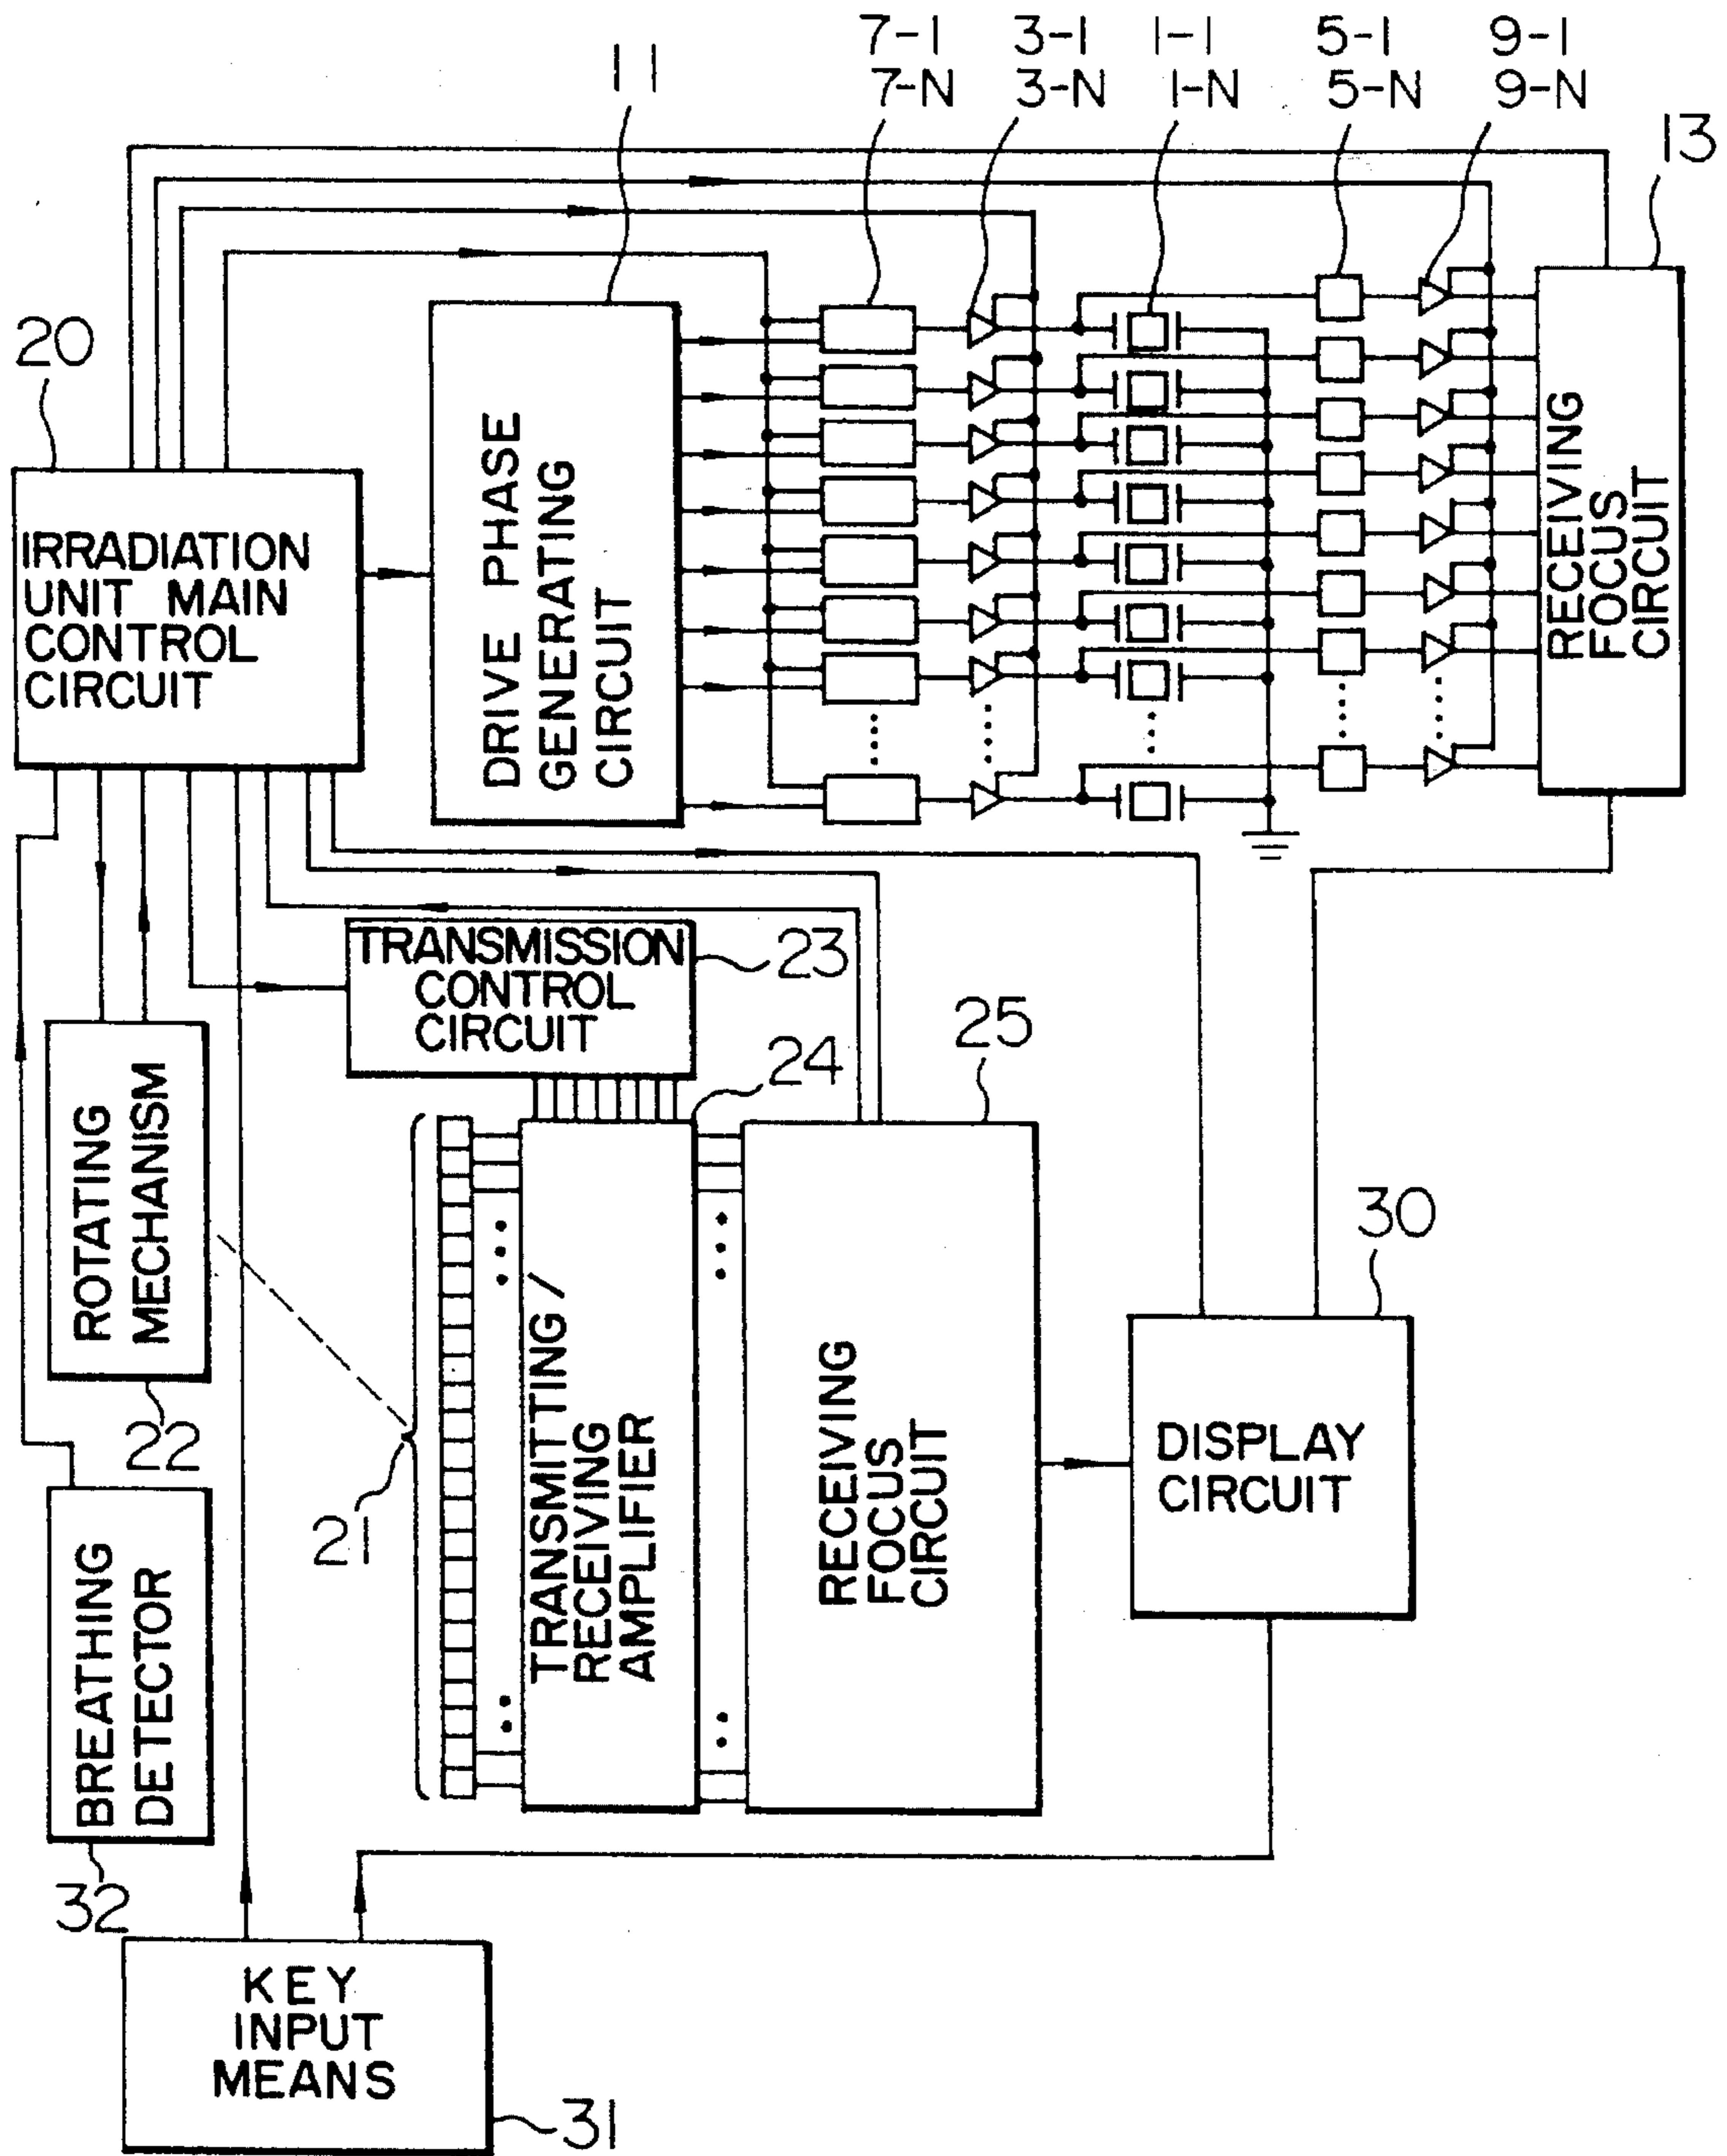 7-1 3-1 1-1 5-1 9-1
7-N 3-N 1-N 5-N 9-N
11
13
20
IRRADIATION
UNIT MAIN
CONTROL
CIRCUIT
DRIVE PHASE
GENERATING
CIRCUIT
RECEIVING
FOCUS
CIRCUIT
TRANSMISSION
CONTROL
CIRCUIT
23
24
25
ROTATING
MECHANISM
22
21
TRANSMITTING /
RECEIVING
AMPLIFIER
RECEIVING
FOCUS
CIRCUIT
30
DISPLAY
CIRCUIT
BREATHING
DETECTOR
32
KEY
INPUT
MEANS
31